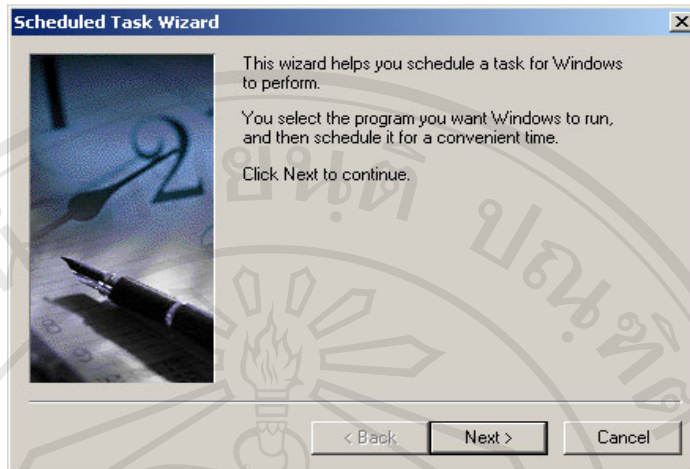 Scheduled Task Wizard
This wizard helps you schedule a task for Windows
to perform.
You select the program you want Windows to run,
and then schedule it for a convenient time.
Click Next to continue.
2
< Back
Next >
Cancel